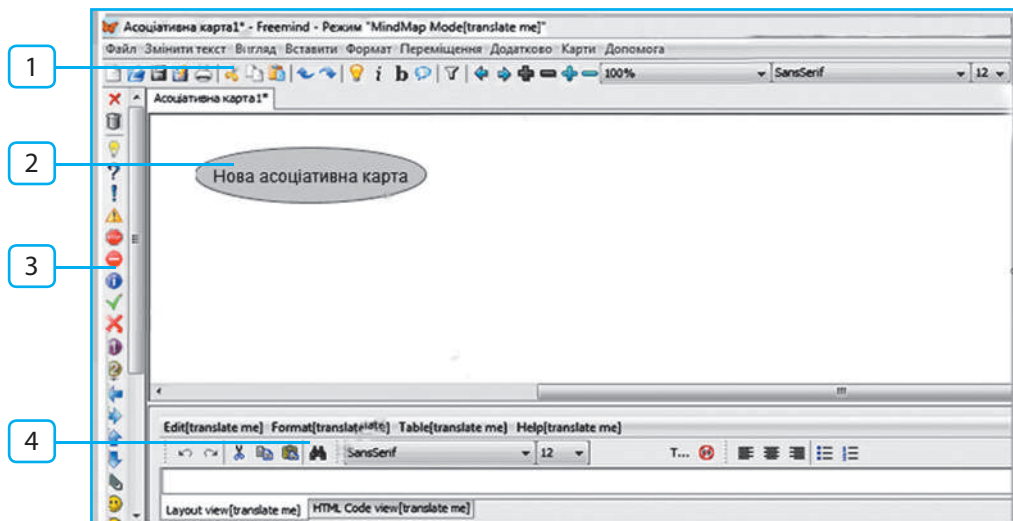 Асоціативна карта1* - Freemind - Режим "MindMap Mode[translate me]"
Файл Змінити текст Вигляд Вставити Формат Переміщення Додатково Карти Допомога
1
100% SansSerif 12
Асоціативна карта1*
2
Нова асоціативна карта
3
4
Edit[translate me] Format[translate me] Table[translate me] Help[translate me]
SansSerif 12 T...
Layout view[translate me] HTML Code view[translate me]